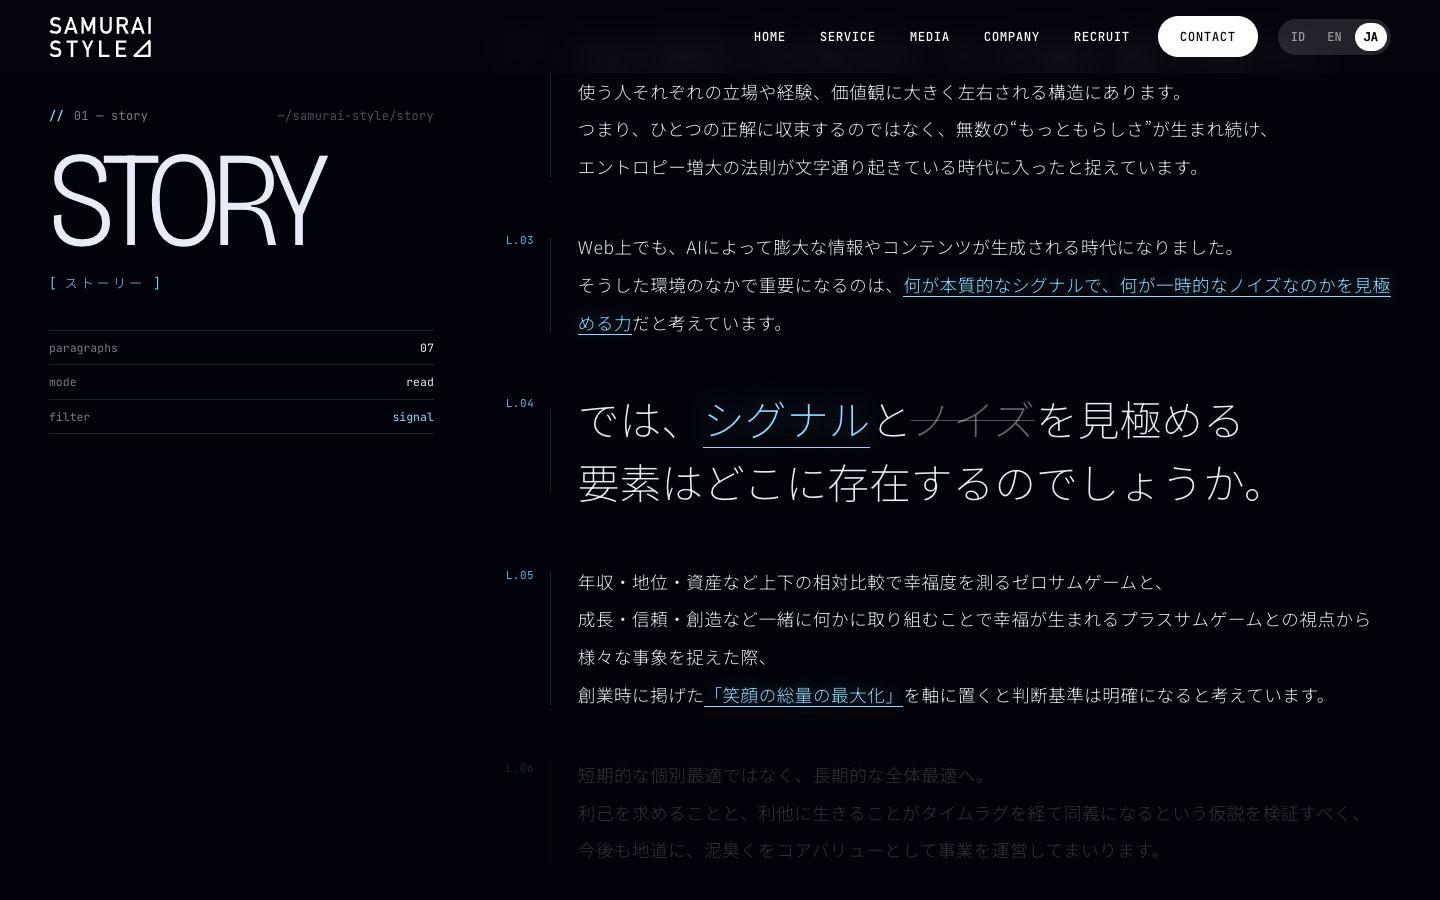 SAMURAI
STYLE
HOME SERVICE MEDIA COMPANY RECRUIT CONTACT ID EN JA
// 01 — story ~/samurai-style/story
STORY
[ ストーリー ]
paragraphs 07
mode read
filter signal
使う人それぞれの立場や経験、価値観に大きく左右される構造にあります。
つまり、ひとつの正解に収束するのではなく、無数の“もっともらしさ”が生まれ続け、
エントロピー増大の法則が文字通り起きている時代に入ったと捉えています。
L.03
Web上でも、AIによって膨大な情報やコンテンツが生成される時代になりました。
そうした環境のなかで重要になるのは、何が本質的なシグナルで、何が一時的なノイズなのかを見極
める力だと考えています。
L.04
では、シグナルとノイズを見極める
要素はどこに存在するのでしょうか。
L.05
年収・地位・資産など上下の相対比較で幸福度を測るゼロサムゲームと、
成長・信頼・創造など一緒に何かに取り組むことで幸福が生まれるプラスサムゲームとの視点から
様々な事象を捉えた際、
創業時に掲げた「笑顔の総量の最大化」を軸に置くと判断基準は明確になると考えています。
L.06
短期的な個別最適ではなく、長期的な全体最適へ。
利己を求めることと、利他に生きることがタイムラグを経て同義になるという仮説を検証すべく、
今後も地道に、泥臭くをコアバリューとして事業を運営してまいります。